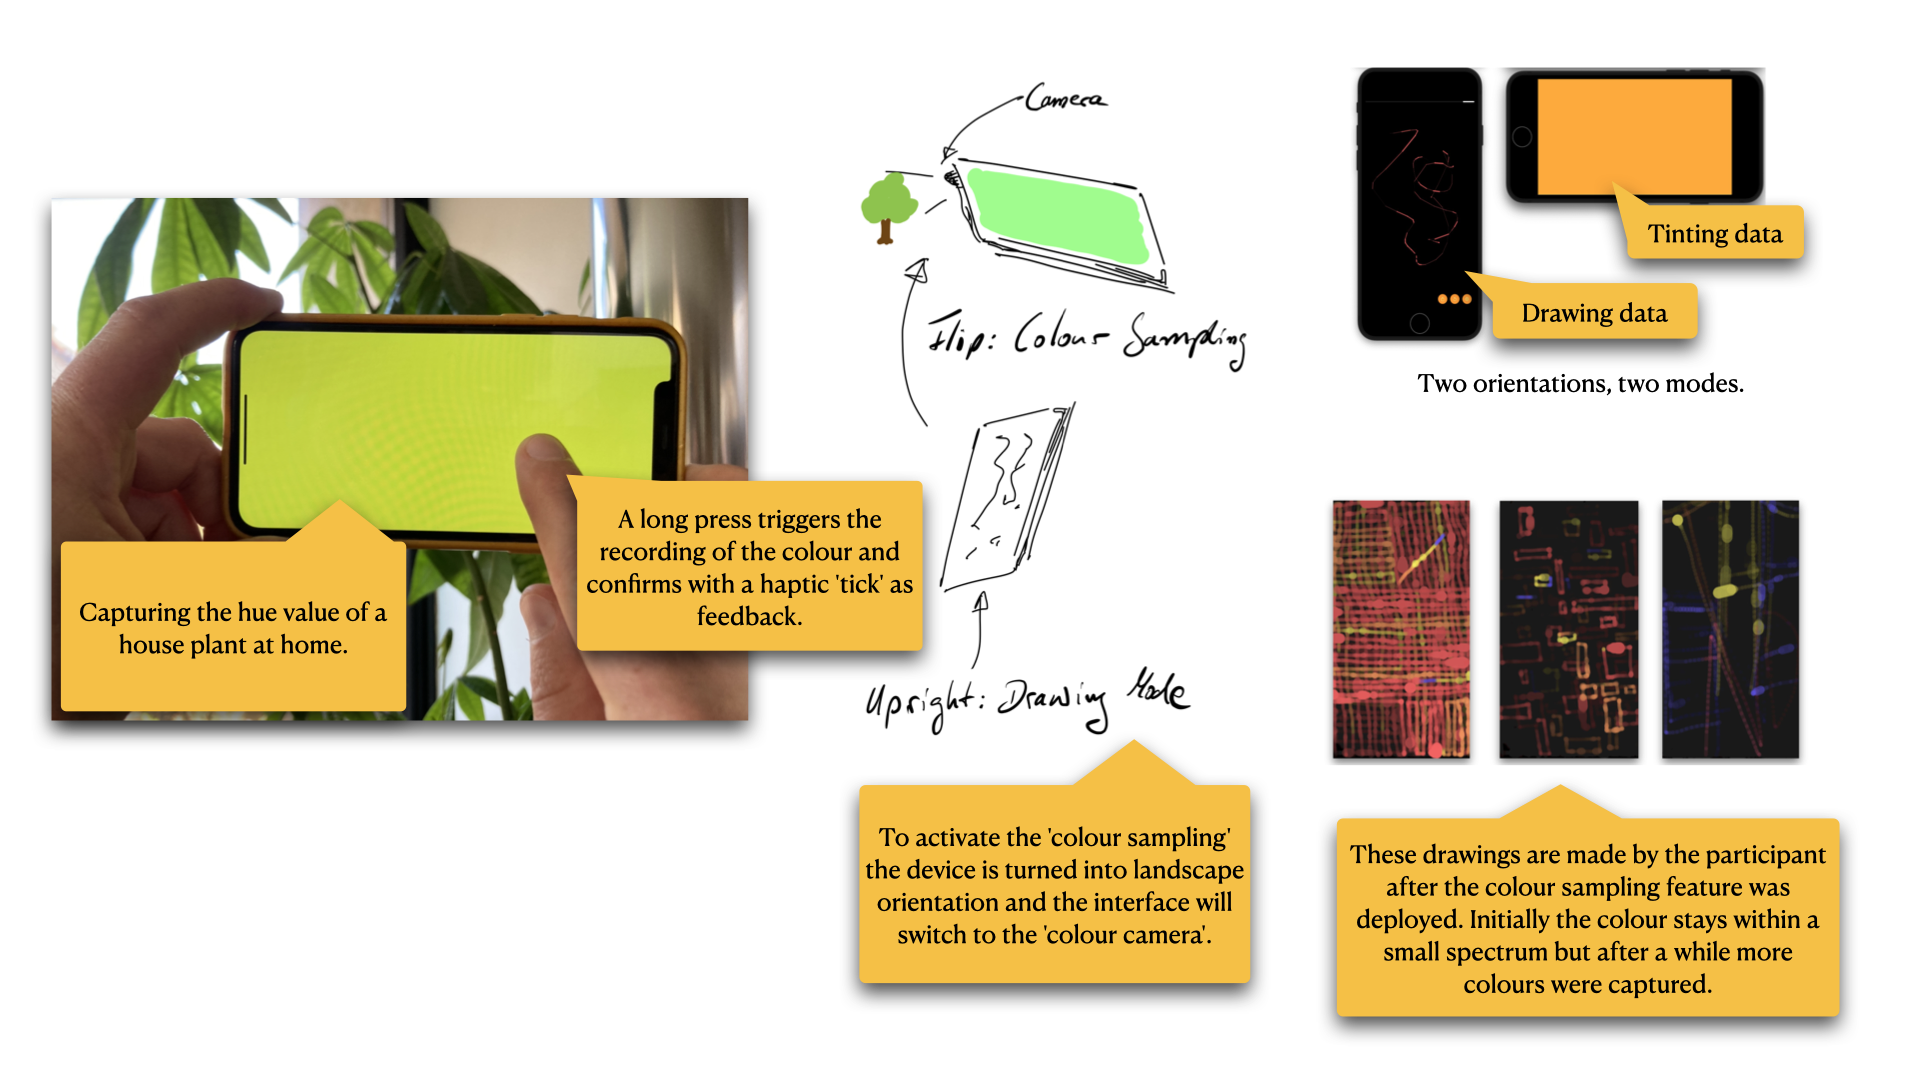 Capturing the hue value of a
house plant at home.
A long press triggers the
recording of the colour and
confirms with a haptic 'tick' as
feedback.
Camera
Flip: Colour Sampling
Upright: Drawing Mode
To activate the 'colour sampling'
the device is turned into landscape
orientation and the interface will
switch to the 'colour camera'.
Tinting data
Drawing data
Two orientations, two modes.
These drawings are made by the participant
after the colour sampling feature was
deployed. Initially the colour stays within a
small spectrum but after a while more
colours were captured.